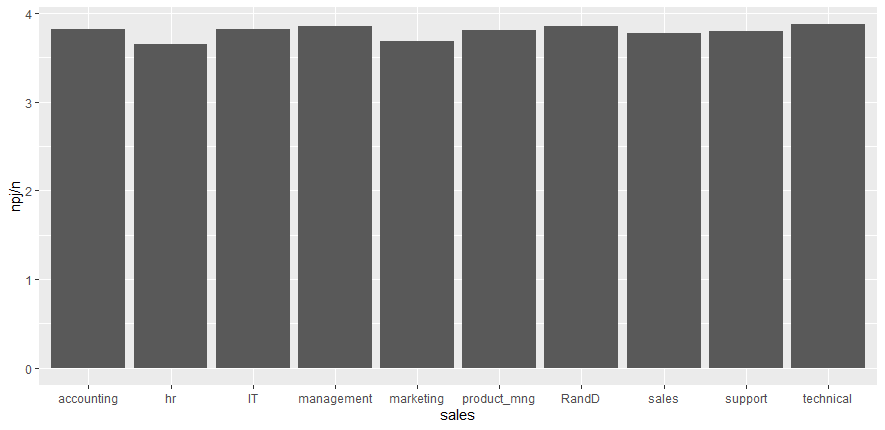 npj/n
4
3
2
1
0
accounting hr IT management marketing product_mng RandD sales support technical
sales